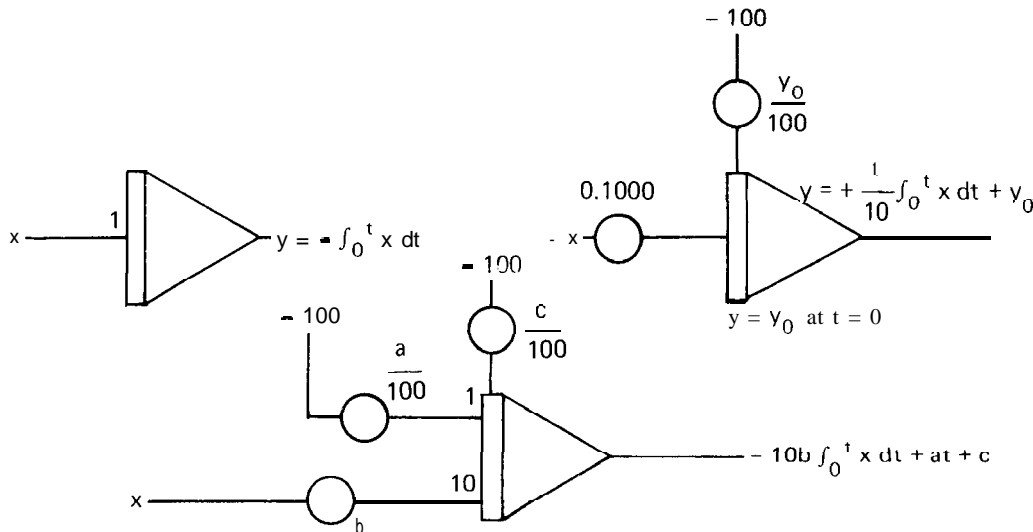 - 100
y0
100
0.1000
1
x
y = - ∫0 t x dt
- x
y = + 1/10 ∫0 t x dt + y0
y = y0 at t = 0
- 100
c
100
- 100
a
100
1
10
x
b
- 10b ∫0 t x dt + at + c